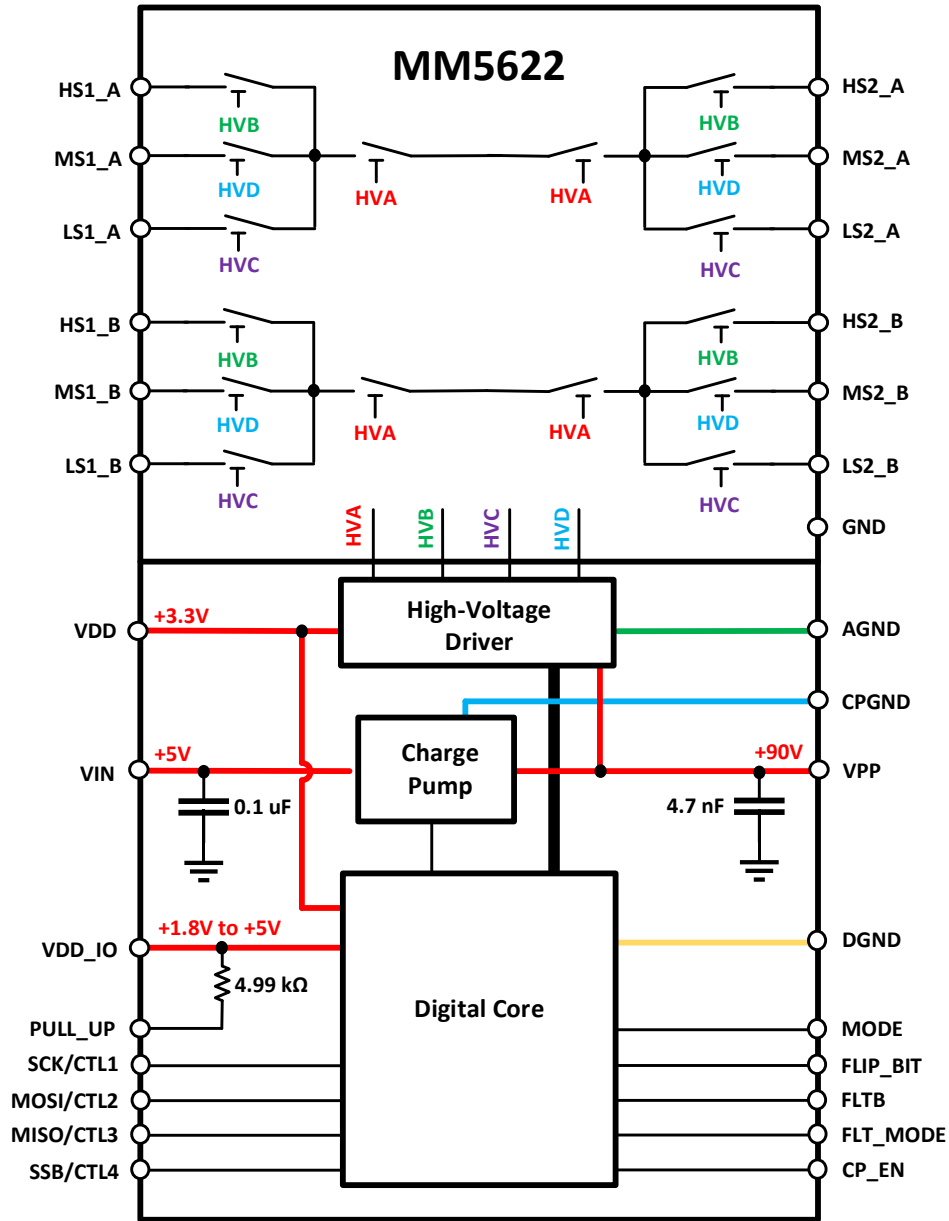 MM5622
HS1_A
HVB
HVB
HS2_A
MS1_A
HVD
HVA
HVA
HVD
MS2_A
LS1_A
HVC
HVC
LS2_A
HS1_B
HVB
HVB
HS2_B
MS1_B
HVD
HVA
HVA
HVD
MS2_B
LS1_B
HVC
HVC
LS2_B
GND
HVA
HVB
HVC
HVD
VDD
+3.3V
High-Voltage
Driver
AGND
CPGND
VIN
+5V
Charge
Pump
+90V
VPP
0.1 uF
4.7 nF
VDD_IO
+1.8V to +5V
DGND
4.99 kΩ
Digital Core
PULL_UP
MODE
SCK/CTL1
FLIP_BIT
MOSI/CTL2
FLTB
MISO/CTL3
FLT_MODE
SSB/CTL4
CP_EN